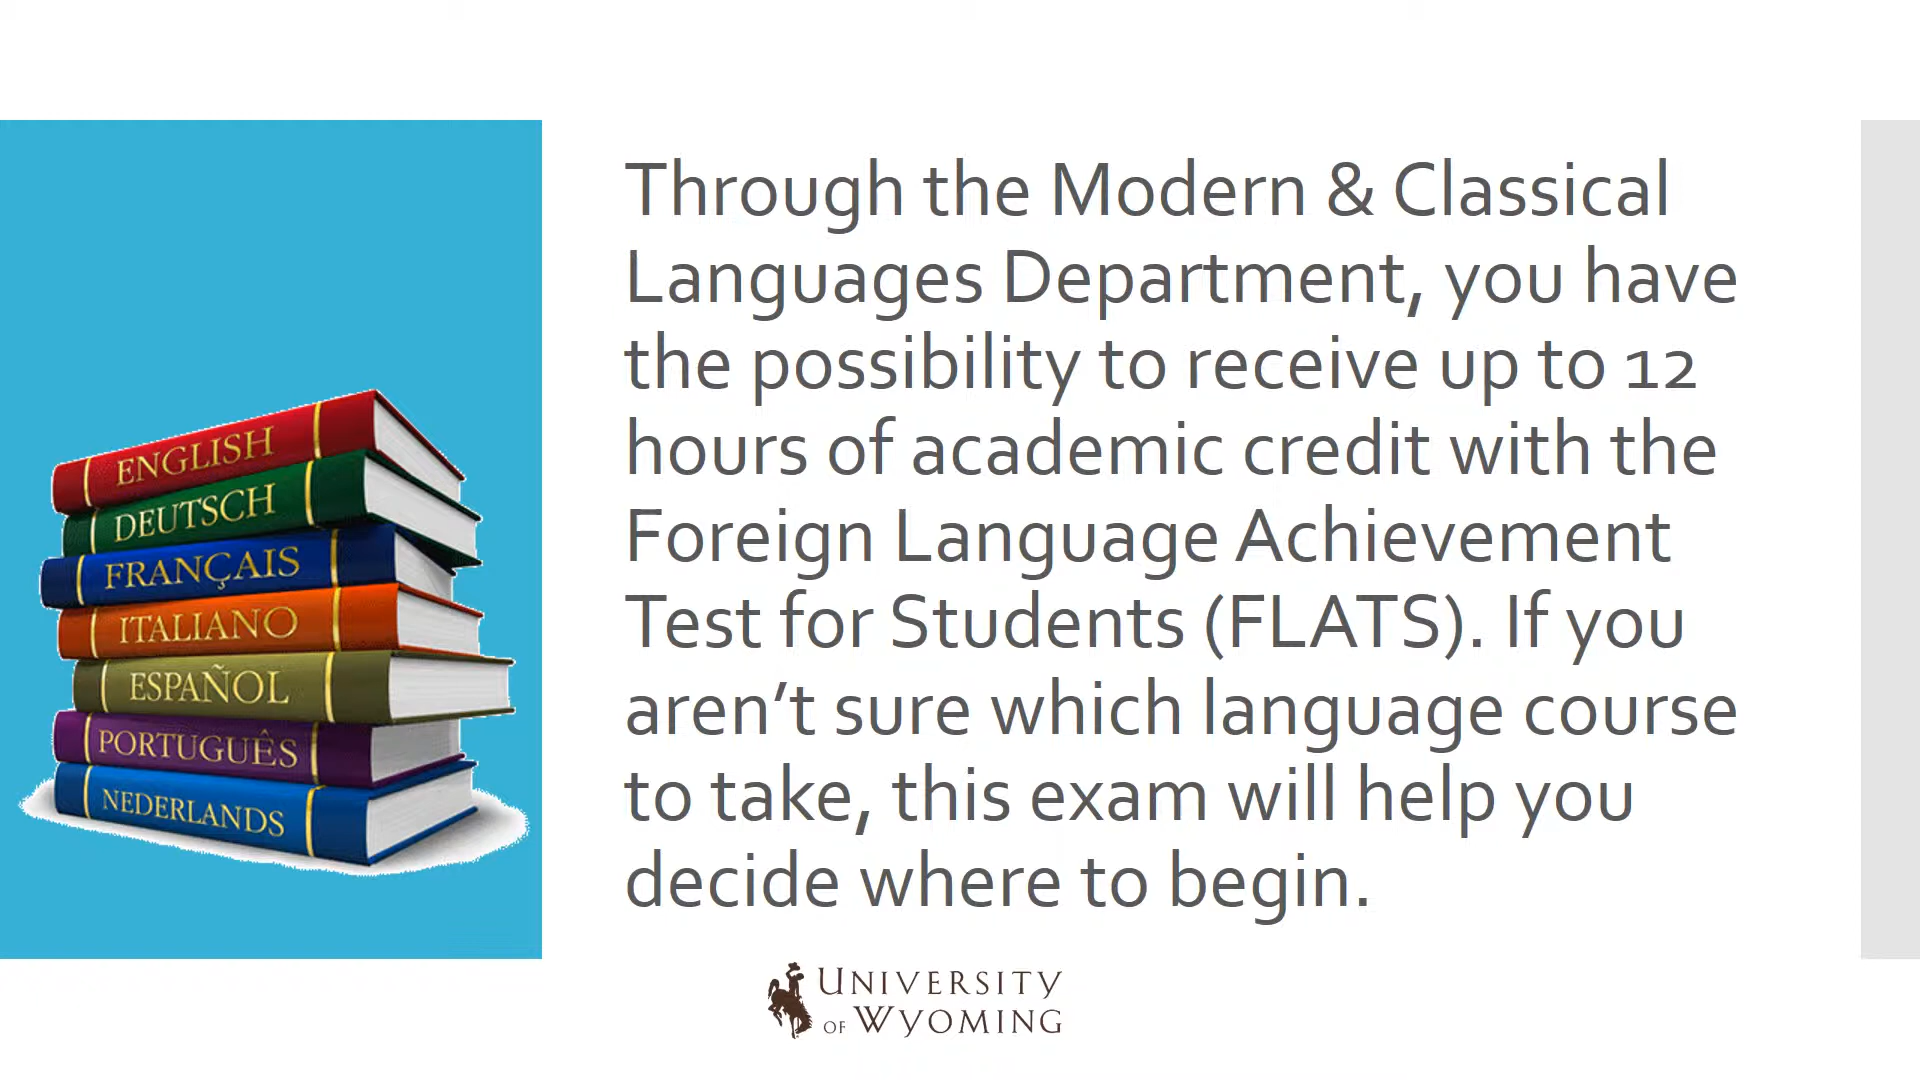 ENGLISH
DEUTSCH
FRANÇAIS
ITALIANO
ESPAÑOL
PORTUGUÊS
NEDERLANDS
Through the Modern & Classical
Languages Department, you have
the possibility to receive up to 12
hours of academic credit with the
Foreign Language Achievement
Test for Students (FLATS). If you
aren’t sure which language course
to take, this exam will help you
decide where to begin.
UNIVERSITY
OF WYOMING